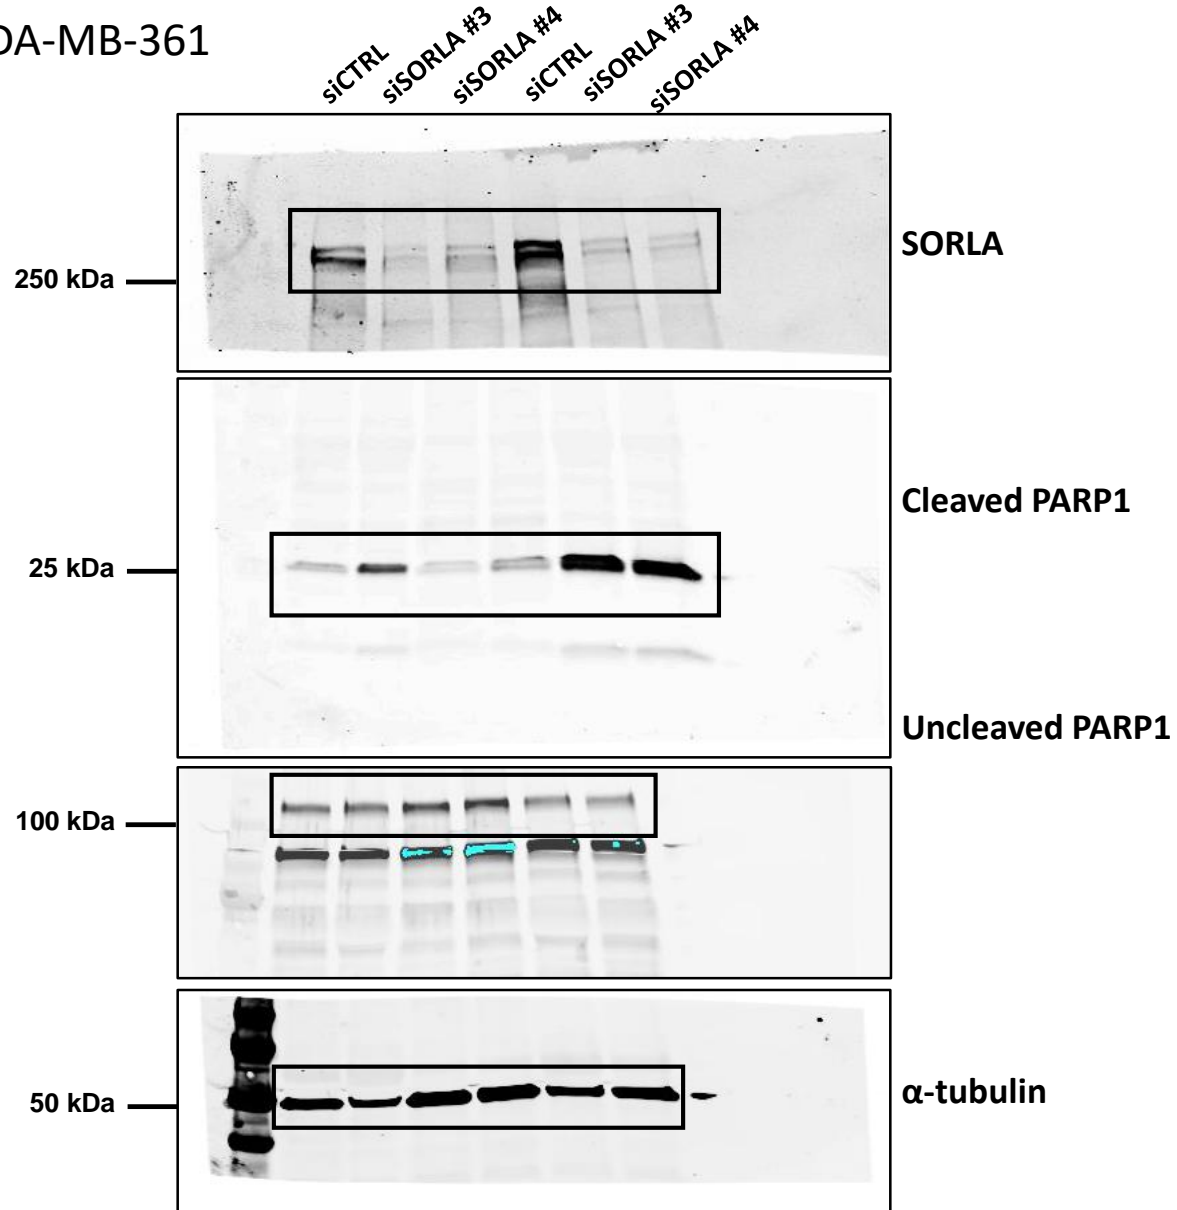 DA-MB-361
siCTRL siSORLA #3 siSORLA #4 siCTRL siSORLA #3 siSORLA #4
SORLA
250 kDa
Cleaved PARP1
25 kDa
Uncleaved PARP1
100 kDa
α-tubulin
50 kDa